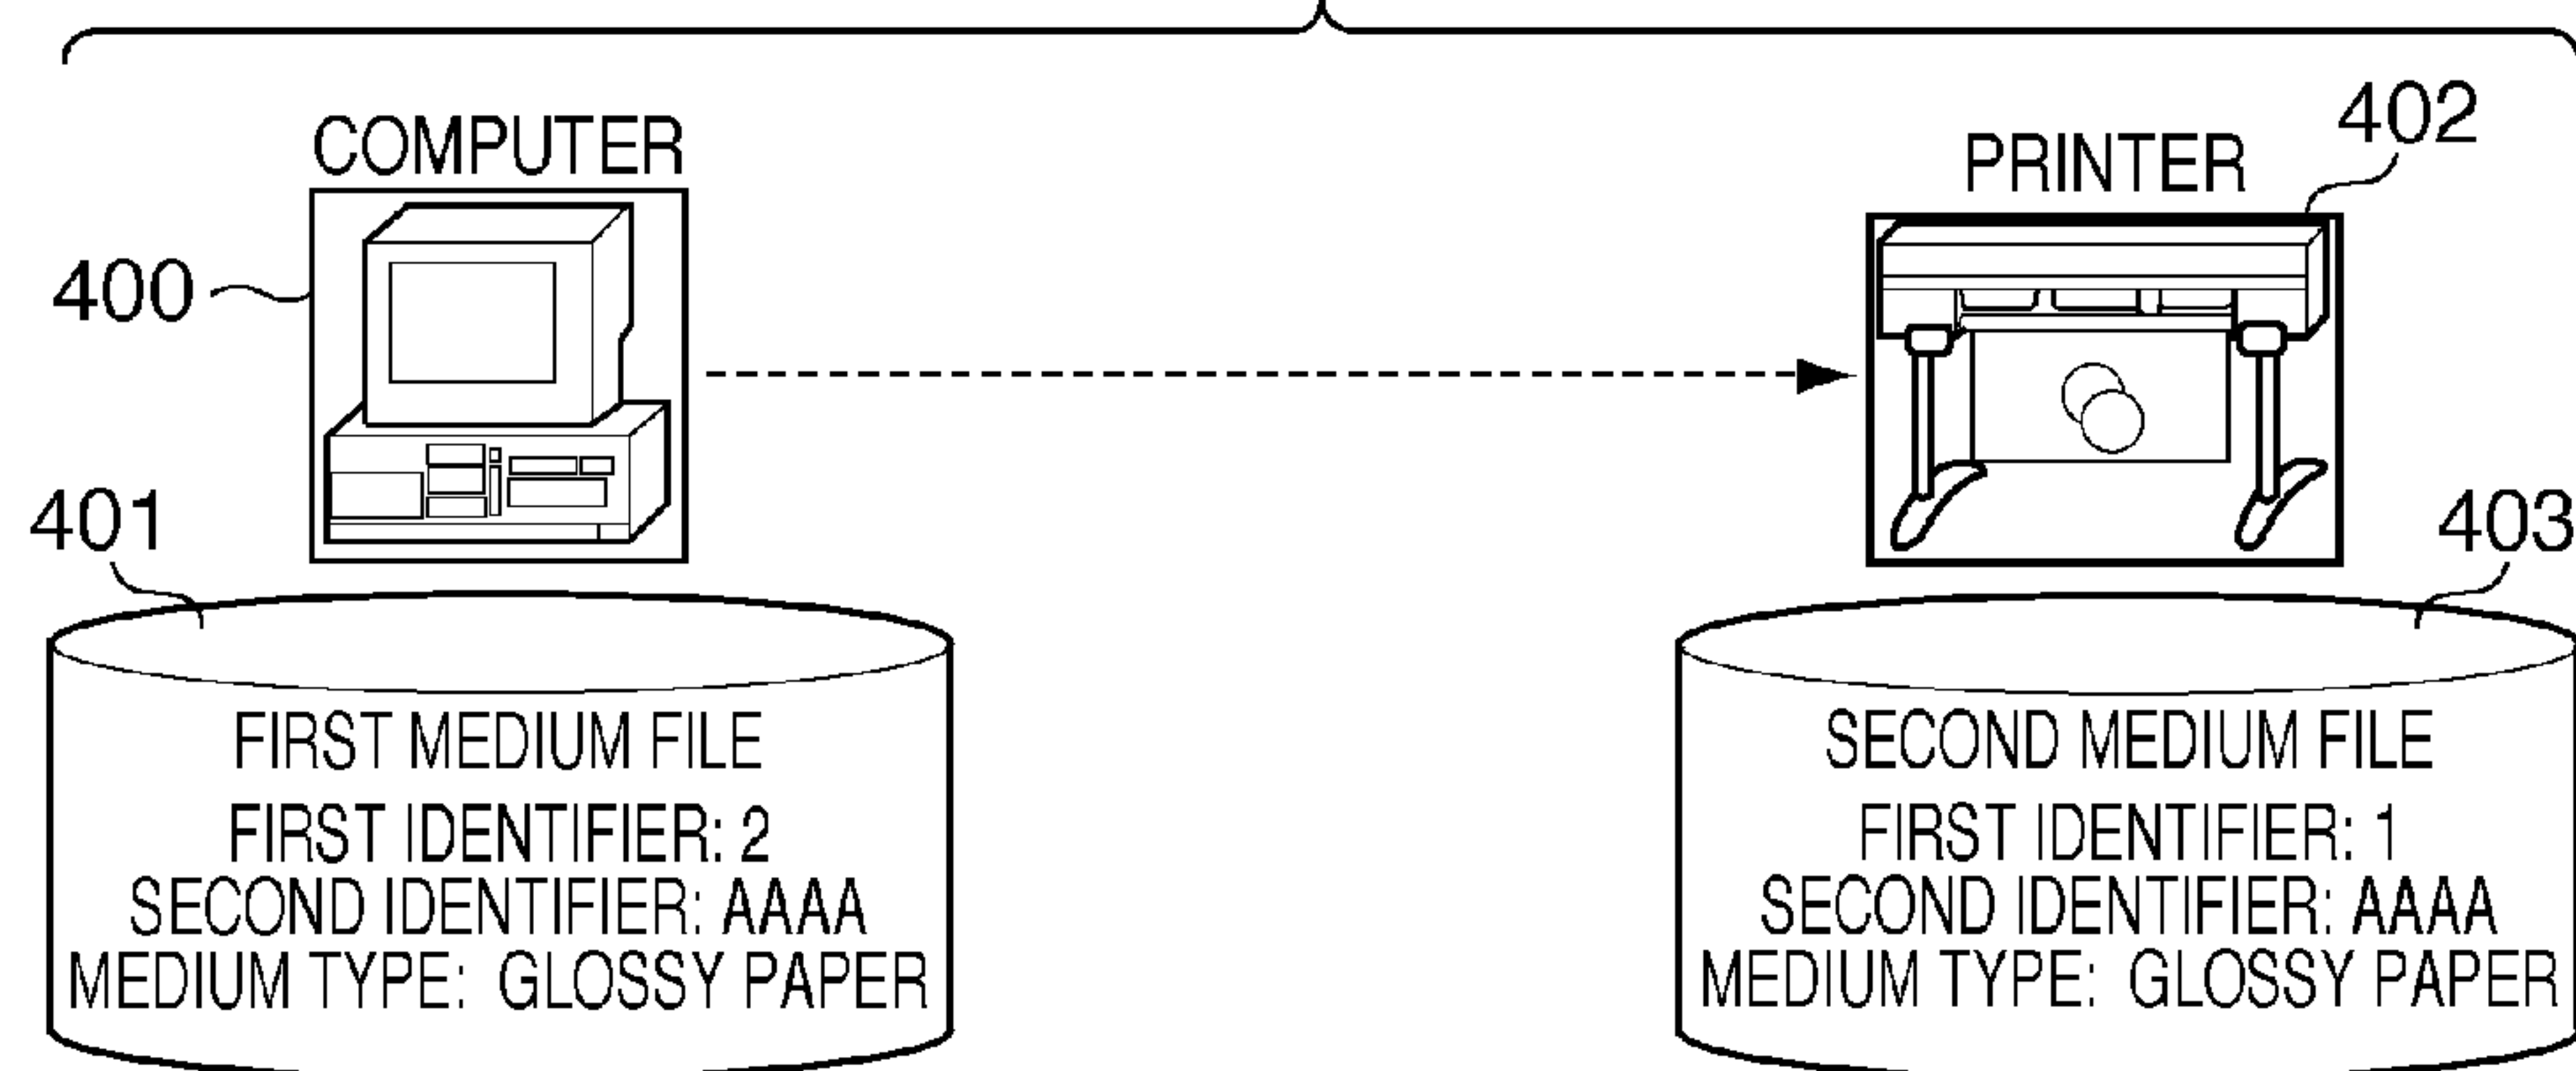 COMPUTER
400
401
FIRST MEDIUM FILE
FIRST IDENTIFIER: 2
SECOND IDENTIFIER: AAAA
MEDIUM TYPE: GLOSSY PAPER
PRINTER
402
403
SECOND MEDIUM FILE
FIRST IDENTIFIER: 1
SECOND IDENTIFIER: AAAA
MEDIUM TYPE: GLOSSY PAPER